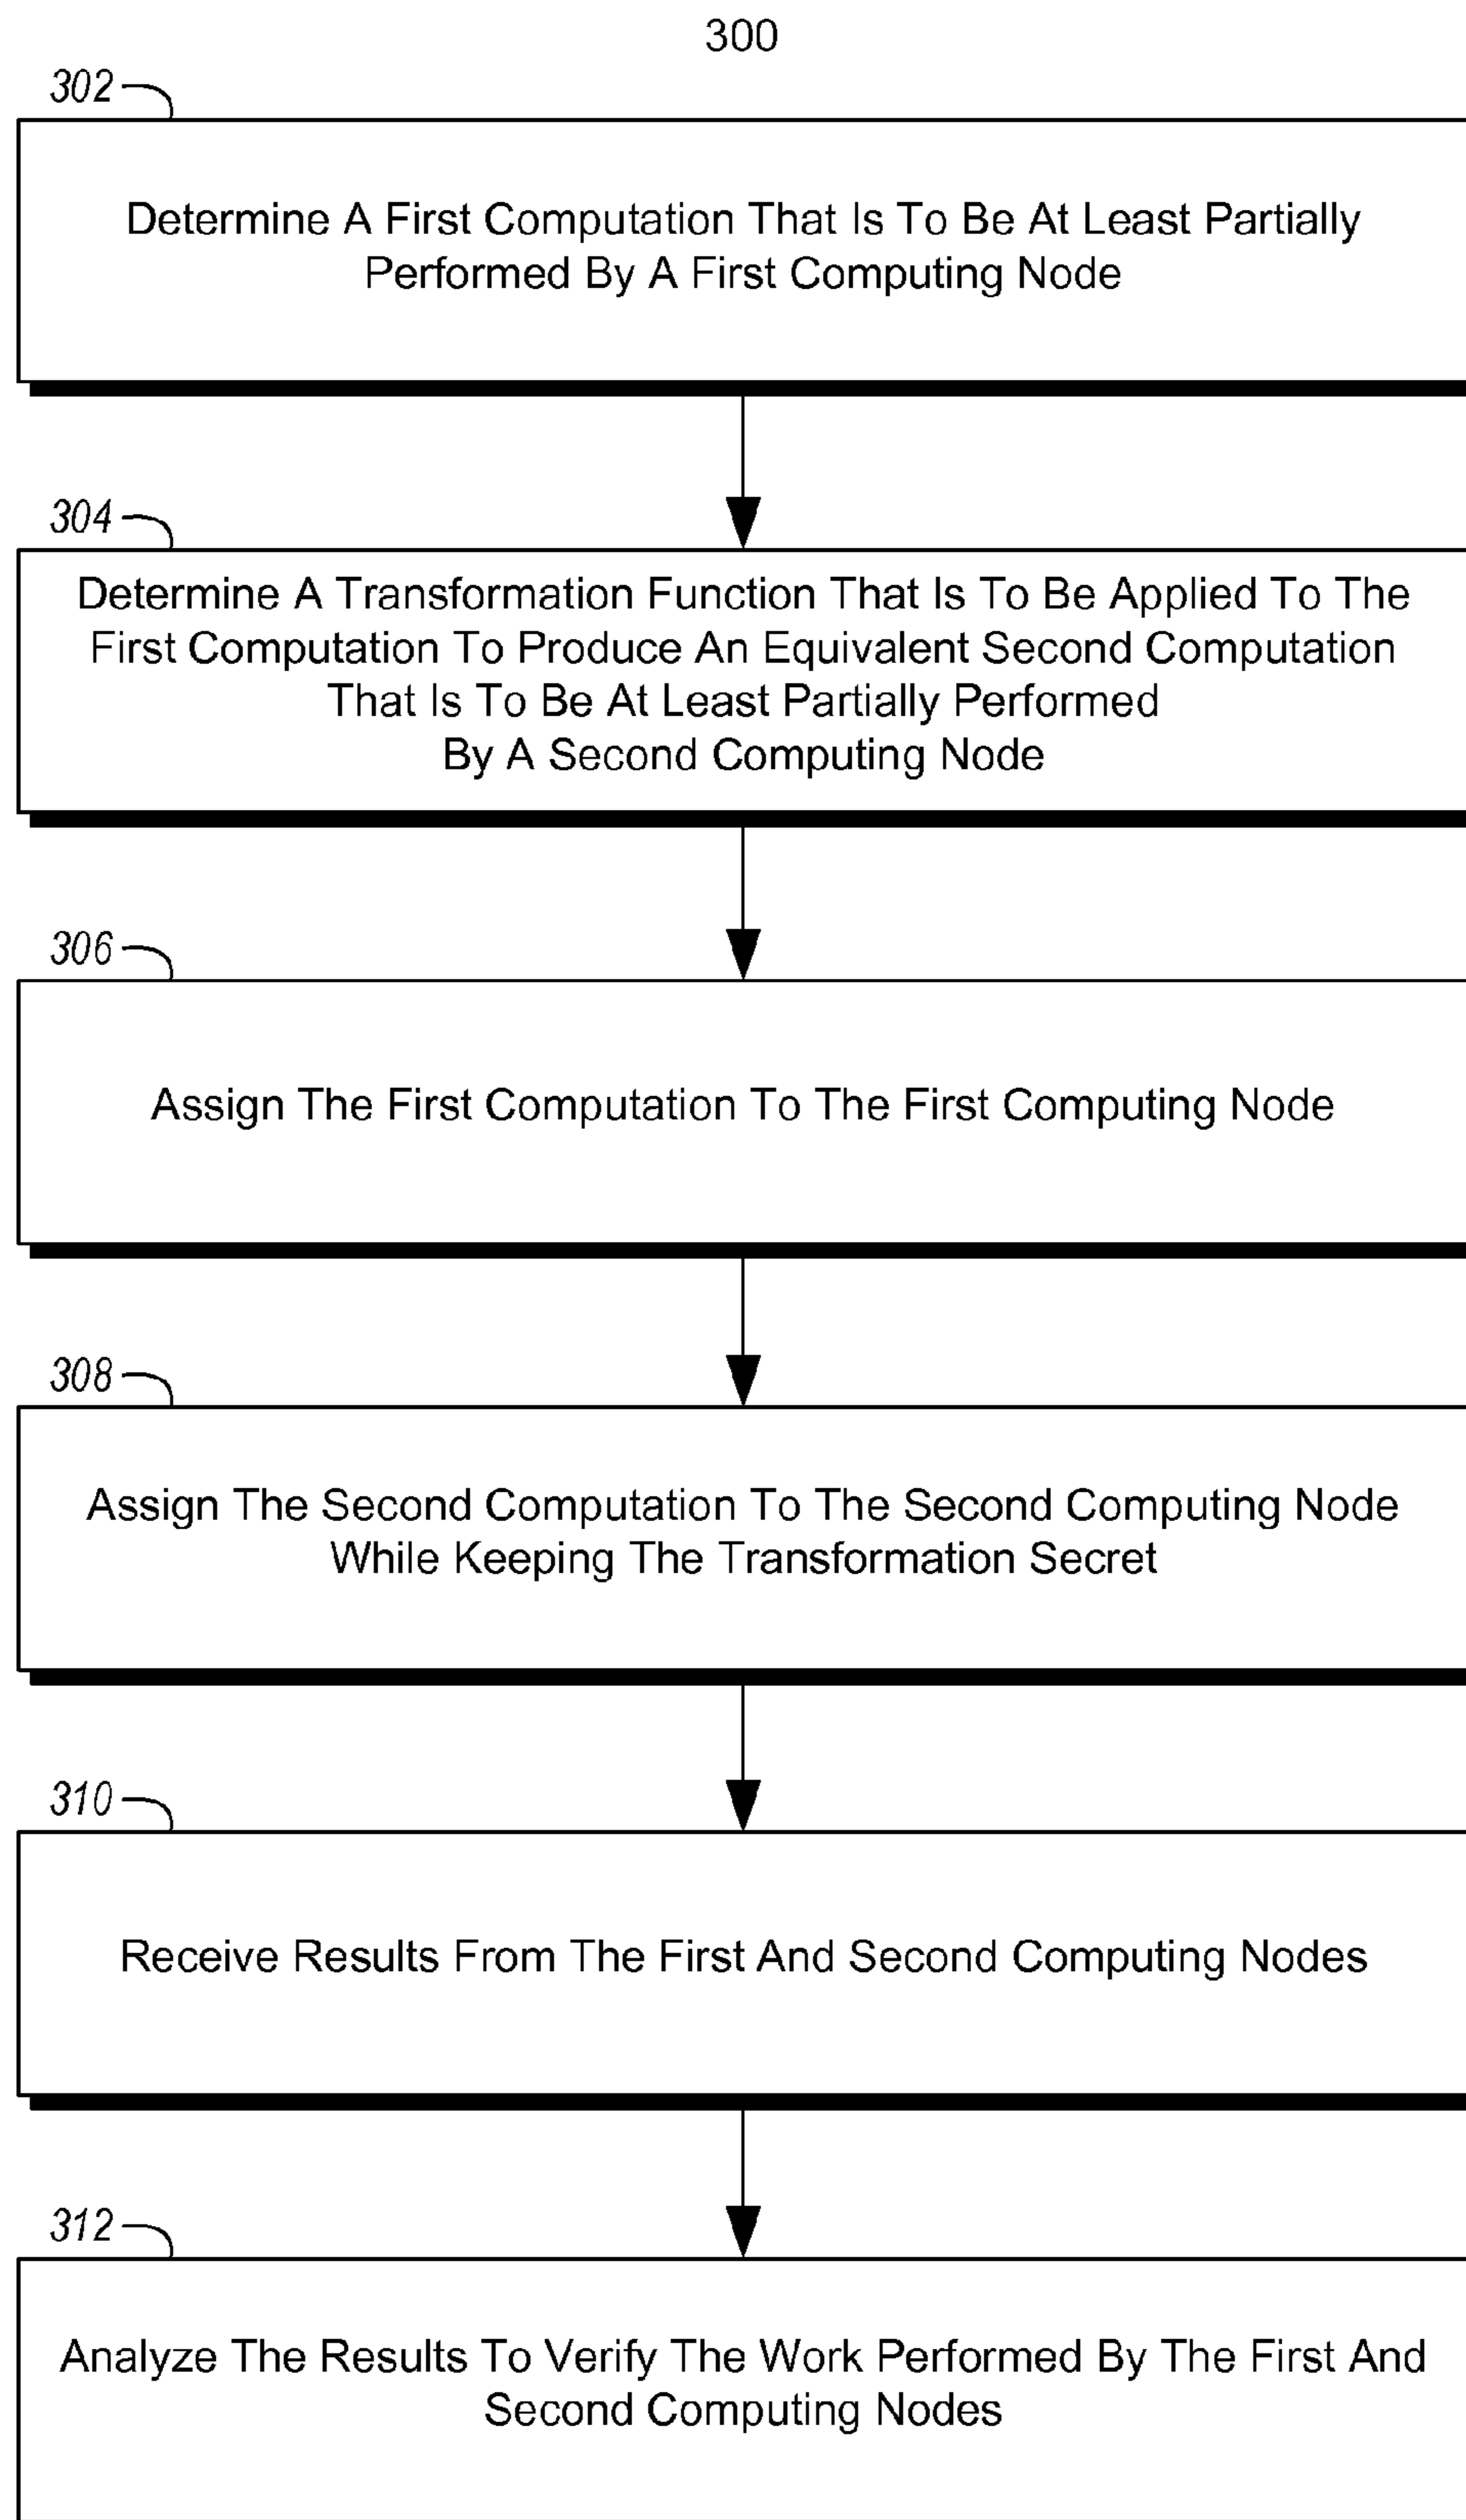 300
302
Determine A First Computation That Is To Be At Least Partially
Performed By A First Computing Node
304
Determine A Transformation Function That Is To Be Applied To The
First Computation To Produce An Equivalent Second Computation
That Is To Be At Least Partially Performed
By A Second Computing Node
306
Assign The First Computation To The First Computing Node
308
Assign The Second Computation To The Second Computing Node
While Keeping The Transformation Secret
310
Receive Results From The First And Second Computing Nodes
312
Analyze The Results To Verify The Work Performed By The First And
Second Computing Nodes